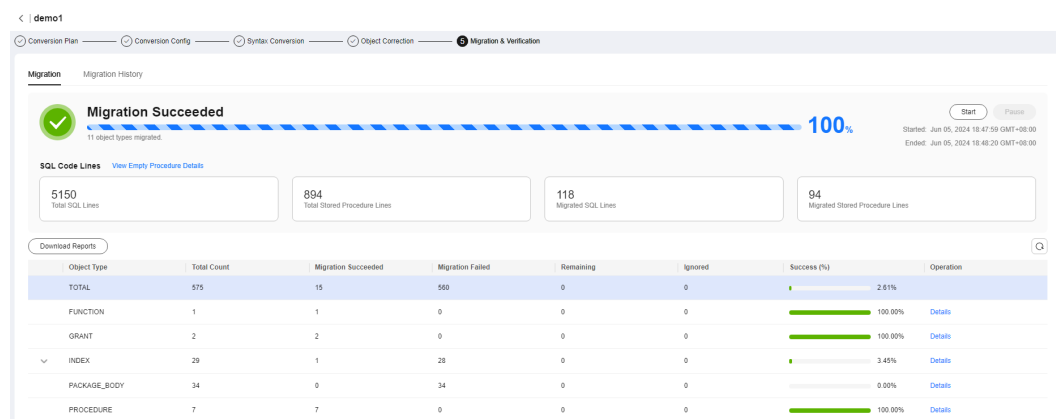 < | demo1
Conversion Plan Conversion Config Syntax Conversion Object Correction 5 Migration & Verification
Migration Migration History
Migration Succeeded
100%
11 object types migrated.
Start Pause
Started: Jun 05, 2024 18:47:59 GMT+08:00
Ended: Jun 05, 2024 18:48:20 GMT+08:00
SQL Code Lines View Empty Procedure Details
5150
Total SQL Lines
894
Total Stored Procedure Lines
118
Migrated SQL Lines
94
Migrated Stored Procedure Lines
Download Reports
Object Type Total Count Migration Succeeded Migration Failed Remaining Ignored Success (%) Operation
TOTAL 575 15 560 0 0 2.61%
FUNCTION 1 1 0 0 0 100.00% Details
GRANT 2 2 0 0 0 100.00% Details
INDEX 29 1 28 0 0 3.45% Details
PACKAGE_BODY 34 0 34 0 0 0.00% Details
PROCEDURE 7 7 0 0 0 100.00% Details